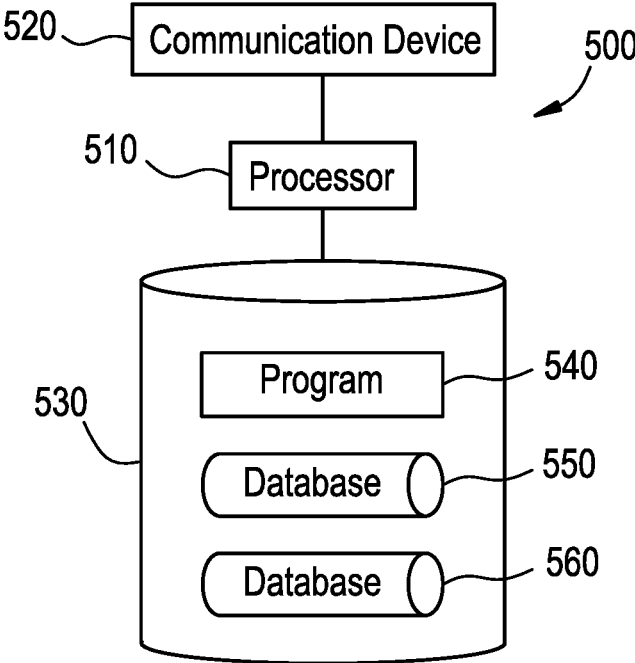 520
Communication Device
500
510
Processor
Program
540
530
Database
550
Database
560